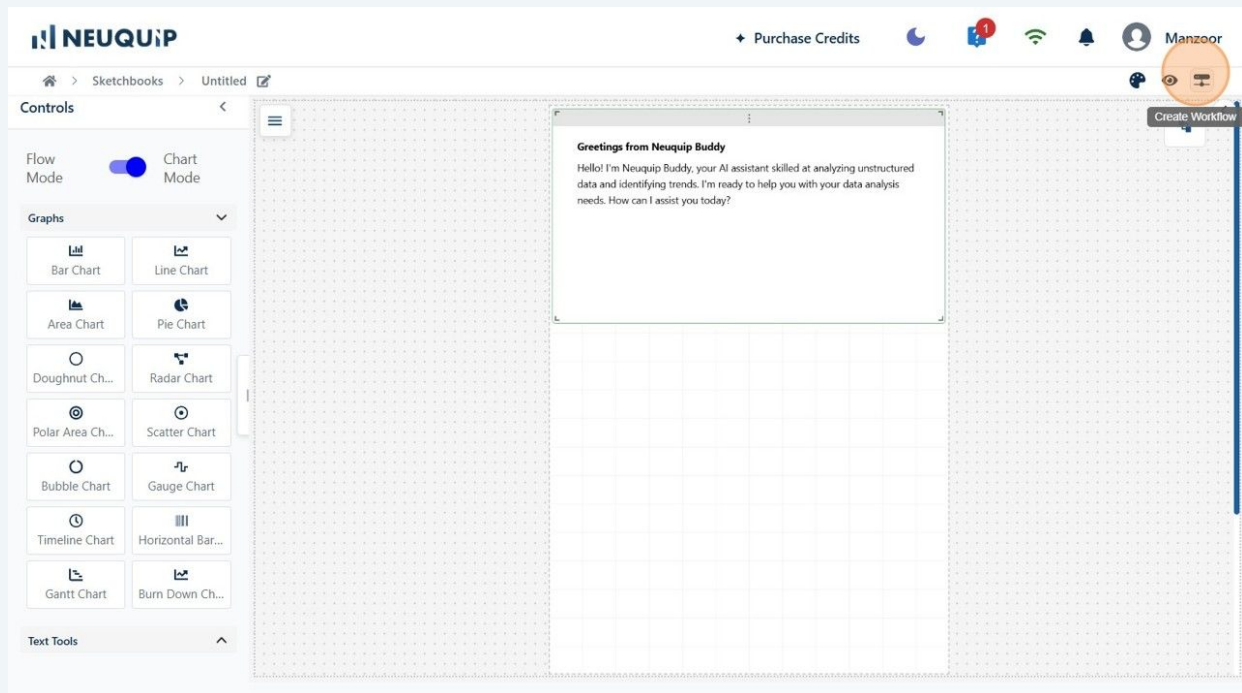 NEUQUIP
Purchase Credits
1
Manzoor
> Sketchbooks > Untitled
Create Workflow
Controls
Flow Mode
Chart Mode
Graphs
Bar Chart
Line Chart
Area Chart
Pie Chart
Doughnut Ch...
Radar Chart
Polar Area Ch...
Scatter Chart
Bubble Chart
Gauge Chart
Timeline Chart
Horizontal Bar...
Gantt Chart
Burn Down Ch...
Text Tools
Greetings from Neuquip Buddy
Hello! I'm Neuquip Buddy, your AI assistant skilled at analyzing unstructured
data and identifying trends. I'm ready to help you with your data analysis
needs. How can I assist you today?